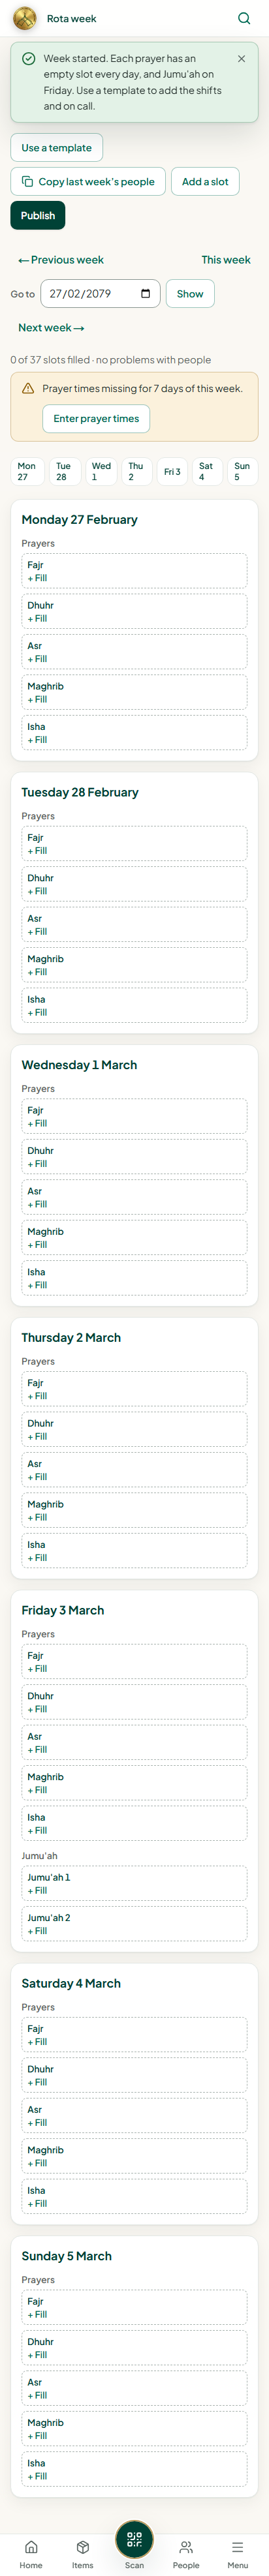 Rota week
Week started. Each prayer has an
empty slot every day, and Jumu'ah on
Friday. Use a template to add the shifts
and on call.
Use a template
Copy last week's people
Add a slot
Publish
← Previous week
This week
Go to
27/02/2079
Show
Next week →
0 of 37 slots filled · no problems with people
Prayer times missing for 7 days of this week.
Enter prayer times
Mon
27
Tue
28
Wed
1
Thu
2
Fri 3
Sat
4
Sun
5
Monday 27 February
Prayers
Fajr
+ Fill
Dhuhr
+ Fill
Asr
+ Fill
Maghrib
+ Fill
Isha
+ Fill
Tuesday 28 February
Prayers
Fajr
+ Fill
Dhuhr
+ Fill
Asr
+ Fill
Maghrib
+ Fill
Isha
+ Fill
Wednesday 1 March
Prayers
Fajr
+ Fill
Dhuhr
+ Fill
Asr
+ Fill
Maghrib
+ Fill
Isha
+ Fill
Thursday 2 March
Prayers
Fajr
+ Fill
Dhuhr
+ Fill
Asr
+ Fill
Maghrib
+ Fill
Isha
+ Fill
Friday 3 March
Prayers
Fajr
+ Fill
Dhuhr
+ Fill
Asr
+ Fill
Maghrib
+ Fill
Isha
+ Fill
Jumu'ah
Jumu'ah 1
+ Fill
Jumu'ah 2
+ Fill
Saturday 4 March
Prayers
Fajr
+ Fill
Dhuhr
+ Fill
Asr
+ Fill
Maghrib
+ Fill
Isha
+ Fill
Sunday 5 March
Prayers
Fajr
+ Fill
Dhuhr
+ Fill
Asr
+ Fill
Maghrib
+ Fill
Isha
+ Fill
Home
Items
Scan
People
Menu